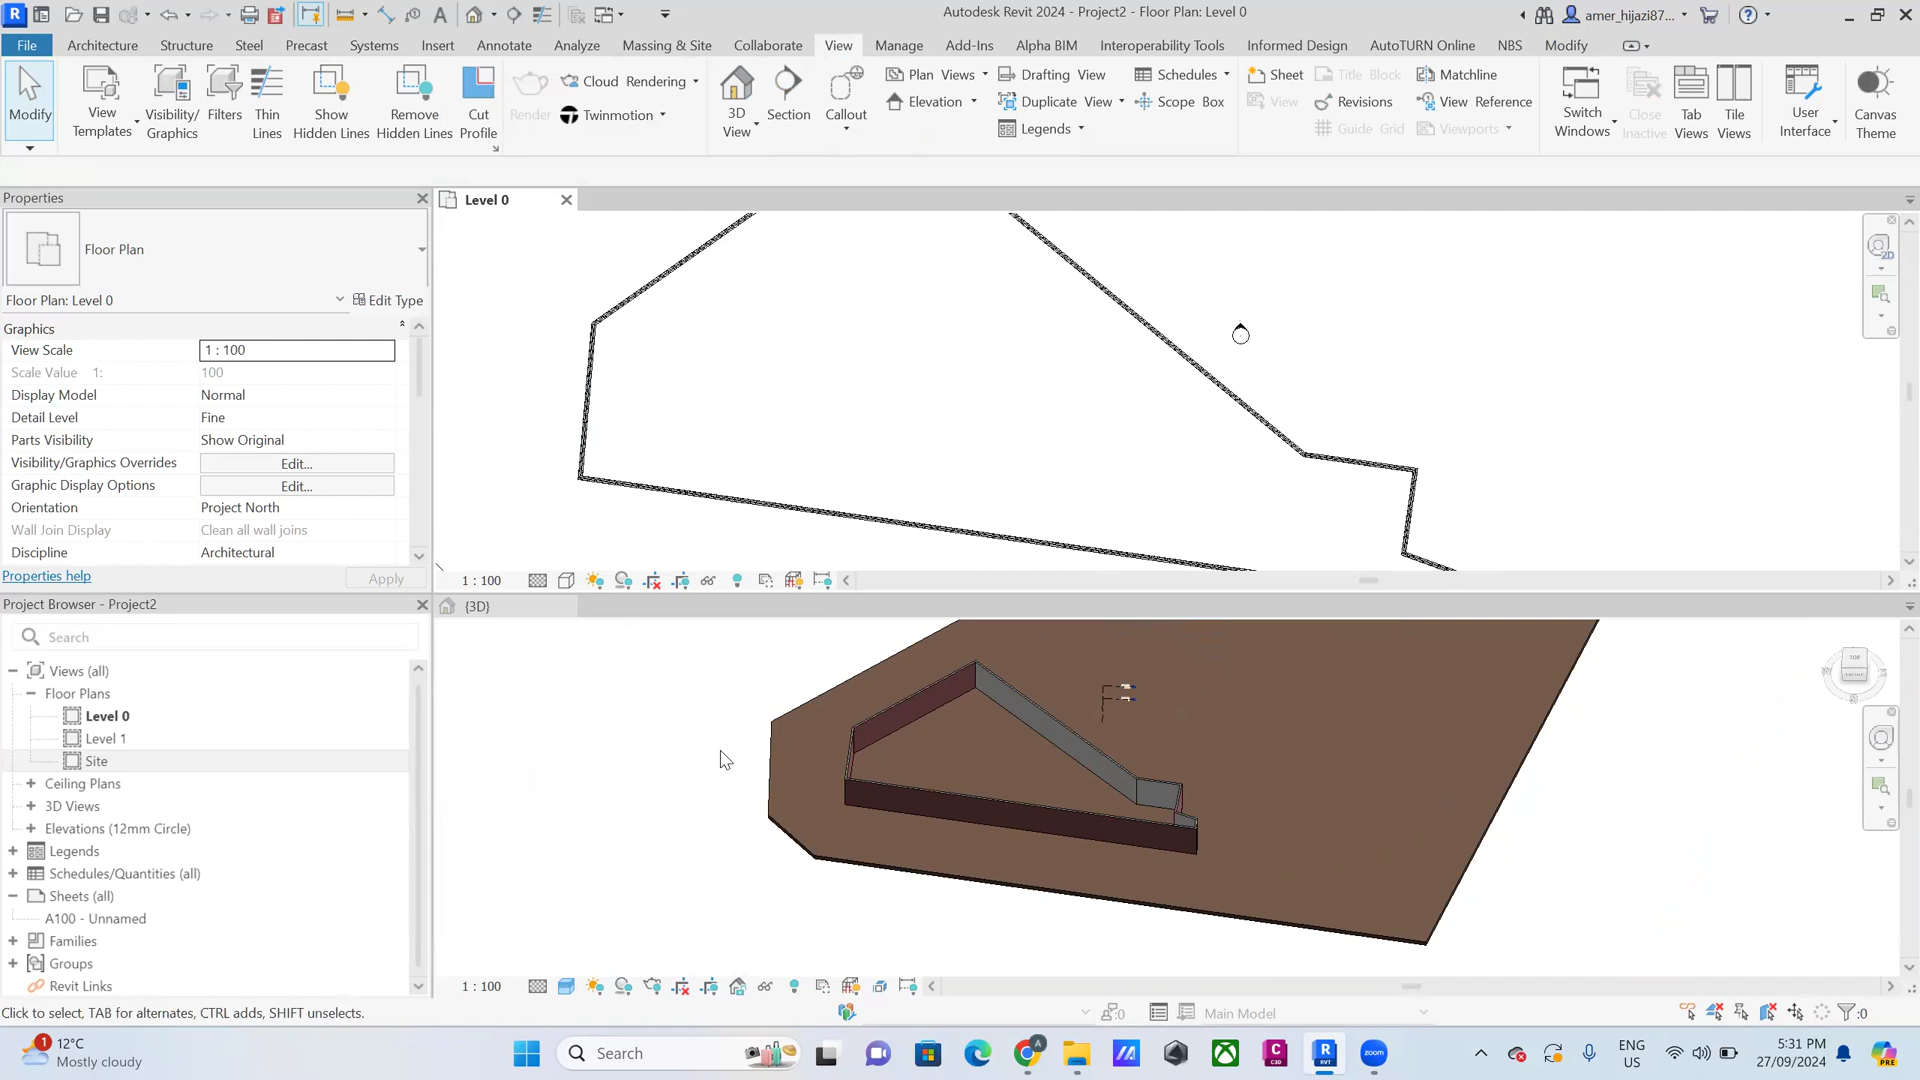 Autodesk Revit 2024 - Project2 - Floor Plan: Level 0
amer_hijazi87...
File Architecture Structure Steel Precast Systems Insert Annotate Analyze Massing & Site Collaborate View Manage Add-Ins Alpha BIM Interoperability Tools Informed Design AutoTURN Online NBS Modify
Modify
View Templates
Visibility/ Graphics
Filters
Thin Lines
Show Hidden Lines
Remove Hidden Lines
Cut Profile
Render
Cloud Rendering
Twinmotion
3D View
Section
Callout
Plan Views
Elevation
Drafting View
Duplicate View
Legends
Schedules
Scope Box
Sheet
View
Title Block
Revisions
Guide Grid
Matchline
View Reference
Viewports
Switch Windows
Close Inactive
Tab Views
Tile Views
User Interface
Canvas Theme
Properties
Floor Plan
Floor Plan: Level 0 Edit Type
Graphics
View Scale 1 : 100
Scale Value 1: 100
Display Model Normal
Detail Level Fine
Parts Visibility Show Original
Visibility/Graphics Overrides Edit...
Graphic Display Options Edit...
Orientation Project North
Wall Join Display Clean all wall joins
Discipline Architectural
Properties help Apply
Level 0
2D
1 : 100
Project Browser - Project2
Search
Views (all)
Floor Plans
Level 0
Level 1
Site
Ceiling Plans
3D Views
Elevations (12mm Circle)
Legends
Schedules/Quantities (all)
Sheets (all)
A100 - Unnamed
Families
Groups
Revit Links
{3D}
TOP
1 : 100
Click to select, TAB for alternates, CTRL adds, SHIFT unselects.
:0
Main Model
:0
1
12°C
Mostly cloudy
Search
A
C
C3D
R
RVT
zoom
ENG
US
5:31 PM
27/09/2024
PRE